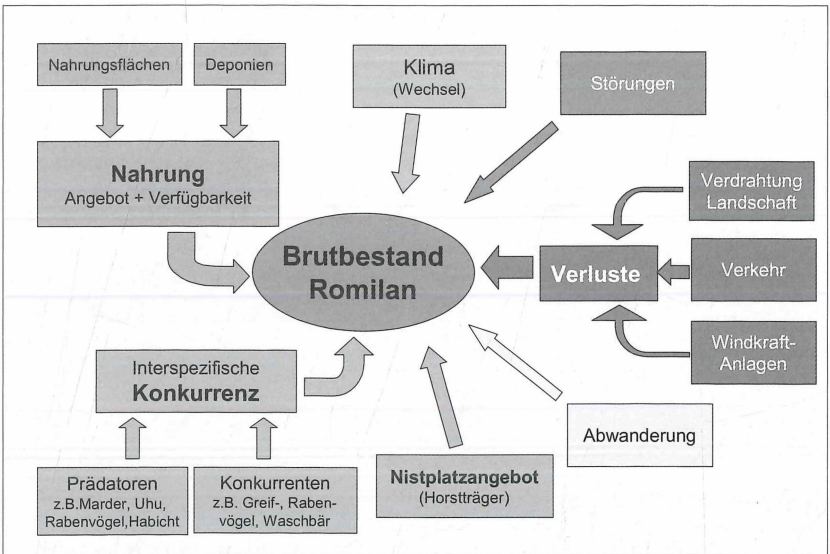 Nahrungsflächen
Deponien
Klima
(Wechsel)
Störungen
Nahrung
Angebot + Verfügbarkeit
Verdrahtung
Landschaft
Brutbestand
Romilan
Verluste
Verkehr
Windkraft-
Anlagen
Interspezifische
Konkurrenz
Abwanderung
Prädatoren
z.B.Marder, Uhu,
Rabenvögel,Habicht
Konkurrenten
z.B. Greif-, Raben-
vögel, Waschbär
Nistplatzangebot
(Horstträger)